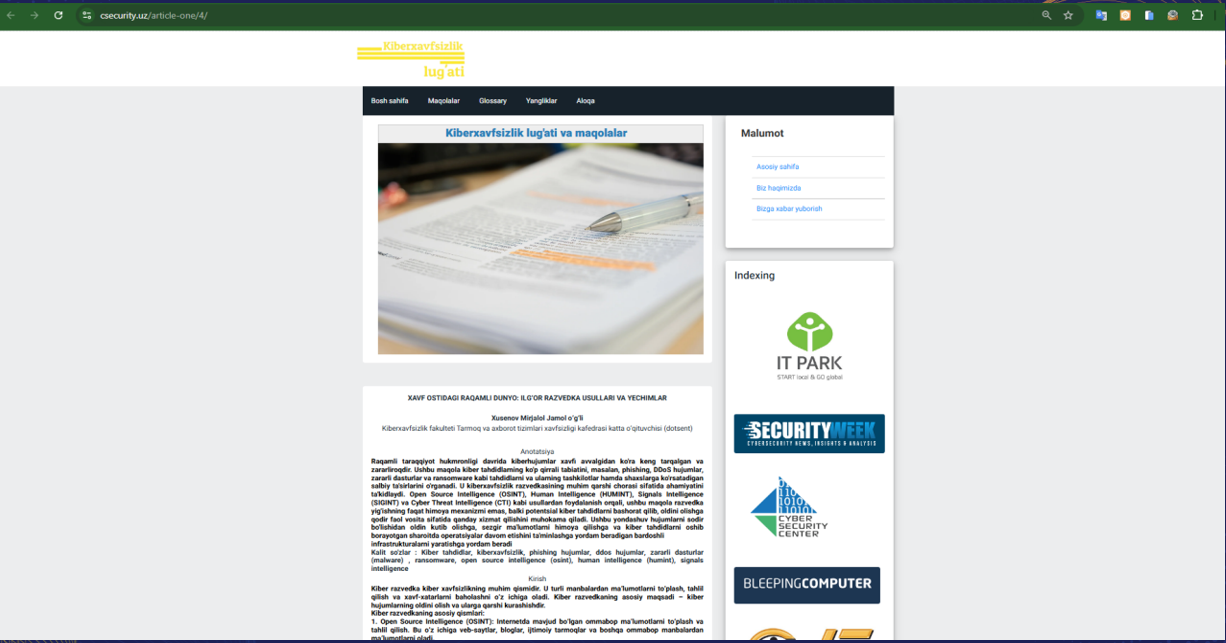 csecurity.uz/article-one/4/
Kiberxavfsizlik
lug'ati
Bosh sahifa Maqolalar Glossary Yangliklar Aloqa
Kiberxavfsizlik lug'ati va maqolalar
XAVF OSTIDAGI RAQAMLI DUNYO: ILG'OR RAZVEDKA USULLARI VA YECHIMLAR
Xusenov Mirjalol Jamol o'g'li
Kiberxavfsizlik fakulteti Tarmoq va axborot tizimlari xavfsizligi kafedrasi katta o'qituvchisi (dotsent)
Anotatsiya
Raqamli taraqqiyot hukmronligi davrida kiberhujumlar xavfi avvalgidan ko'ra keng tarqalgan va
zararliroqdir. Ushbu maqola kiber tahdidlarning ko'p qirrali tabiatini, masalan, phishing, DDoS hujumlar,
zararli dasturlar va ransomware kabi tahdidlarni va ularning tashkilotlar hamda shaxslarga ko'rsatadigan
salbiy ta'sirlarini o'rganadi. U kiberxavfsizlik razvedkasining muhim qarshi chorasi sifatida ahamiyatini
ta'kidlaydi. Open Source Intelligence (OSINT), Human Intelligence (HUMINT), Signals Intelligence
(SIGINT) va Cyber Threat Intelligence (CTI) kabi usullardan foydalanish orqali, ushbu maqola razvedka
yig'ishning faqat himoya mexanizmi emas, balki potentsial kiber tahdidlarni bashorat qilib, oldini olishga
qodir faol vosita sifatida qanday xizmat qilishini muhokama qiladi. Ushbu yondashuv hujumlarni sodir
bo'lishidan oldin kutib olishga, sezgir ma'lumotlarni himoya qilishga va kiber tahdidlarni oshib
borayotgan sharoitda operatsiyalar davom etishini ta'minlashga yordam beradigan bardoshli
infrastrukturalarni yaratishga yordam beradi
Kalit so'zlar : Kiber tahdidlar, kiberxavfsizlik, phishing hujumlar, ddos hujumlar, zararli dasturlar
(malware) , ransomware, open source intelligence (osint), human intelligence (humint), signals
intelligence
Kirish
Kiber razvedka kiber xavfsizlikning muhim qismidir. U turli manbalardan ma'lumotlarni to'plash, tahlil
qilish va xavf-xatarlarni baholashni o'z ichiga oladi. Kiber razvedkaning asosiy maqsadi – kiber
hujumlarning oldini olish va ularga qarshi kurashishdir.
Kiber razvedkaning asosiy qismlari:
1. Open Source Intelligence (OSINT): Internetda mavjud bo'lgan ommabop ma'lumotlarni to'plash va
tahlil qilish. Bu o'z ichiga veb-saytlar, bloglar, ijtimoiy tarmoqlar va boshqa ommabop manbalardan
ma'lumotlarni oladi
Malumot
Asosiy sahifa
Biz haqimizda
Bizga xabar yuborish
Indexing
IT PARK
START local & GO global
SECURITYWEEK
CYBERSECURITY NEWS, INSIGHTS & ANALYSIS
CYBER
SECURITY
CENTER
BLEEPINGCOMPUTER